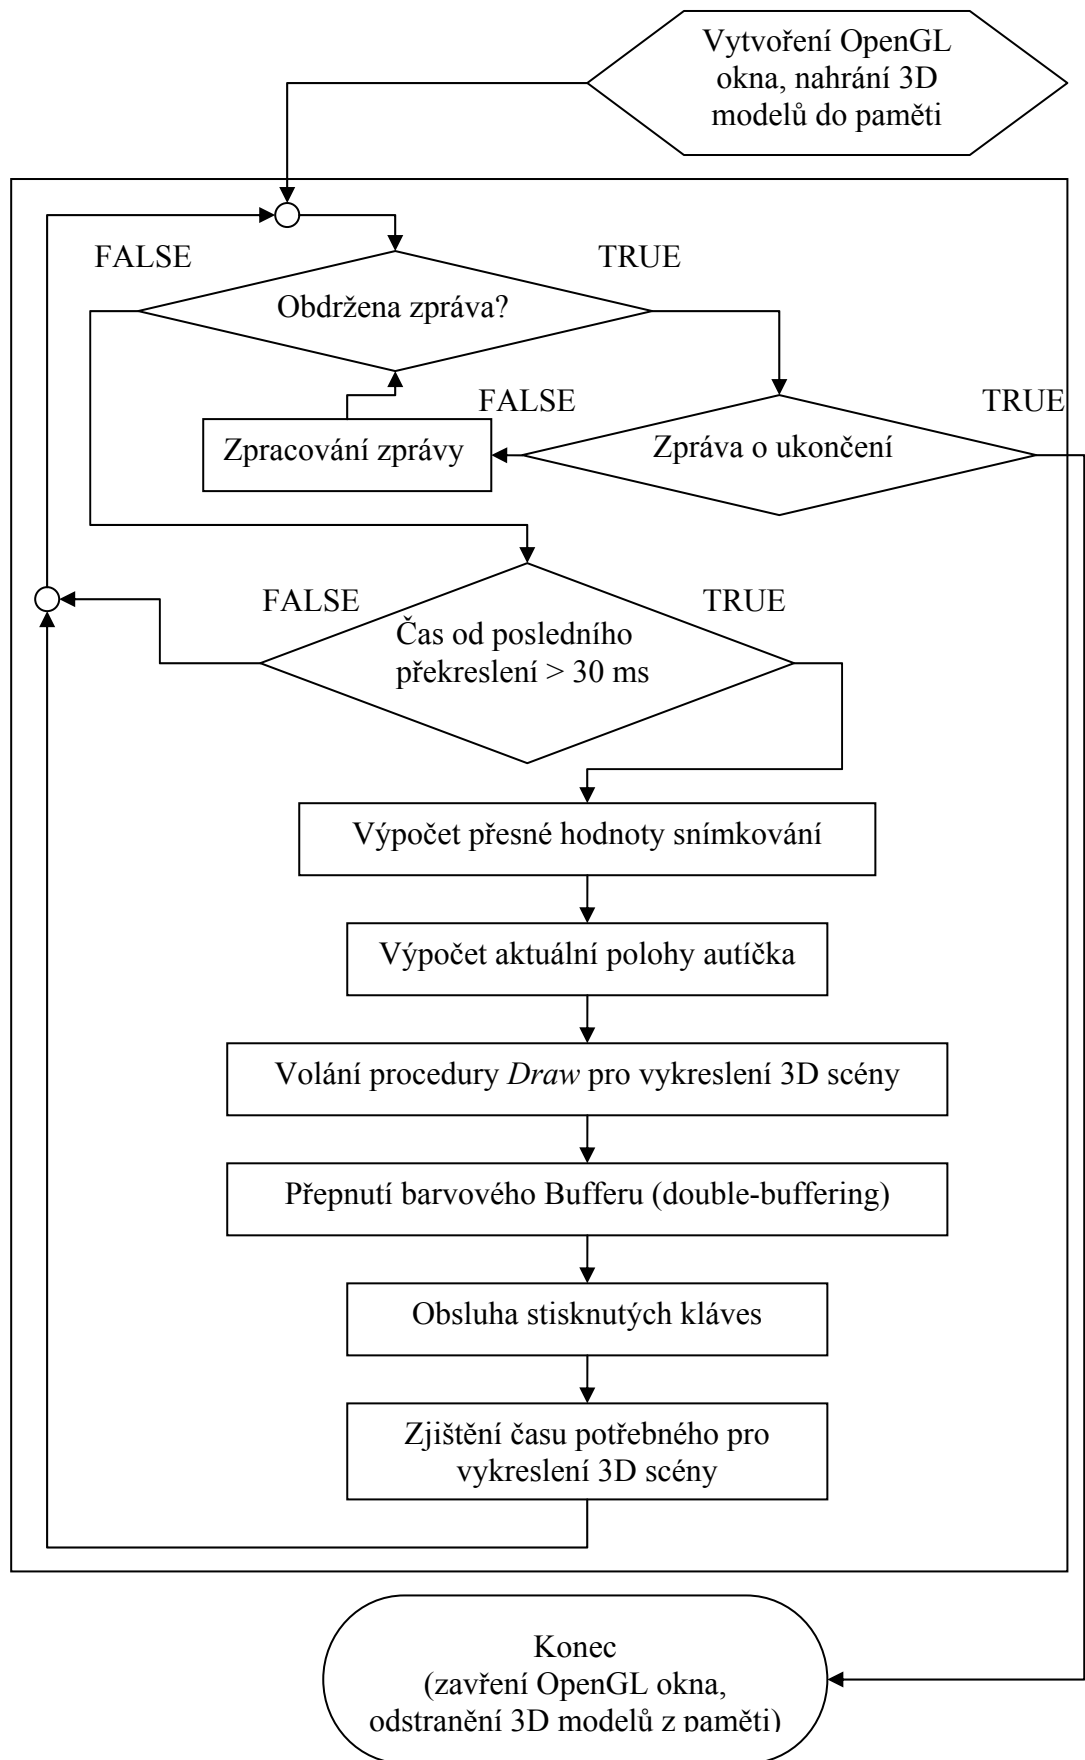 Vytvoření OpenGL
okna, nahrání 3D
modelů do paměti
FALSE
TRUE
Obdržena zpráva?
FALSE
TRUE
Zpracování zprávy
Zpráva o ukončení
FALSE
TRUE
Čas od posledního
překreslení > 30 ms
Výpočet přesné hodnoty snímkování
Výpočet aktuální polohy autíčka
Volání procedury Draw pro vykreslení 3D scény
Přepnutí barvového Bufferu (double-buffering)
Obsluha stisknutých kláves
Zjištění času potřebného pro
vykreslení 3D scény
Konec
(zavření OpenGL okna,
odstranění 3D modelů z paměti)